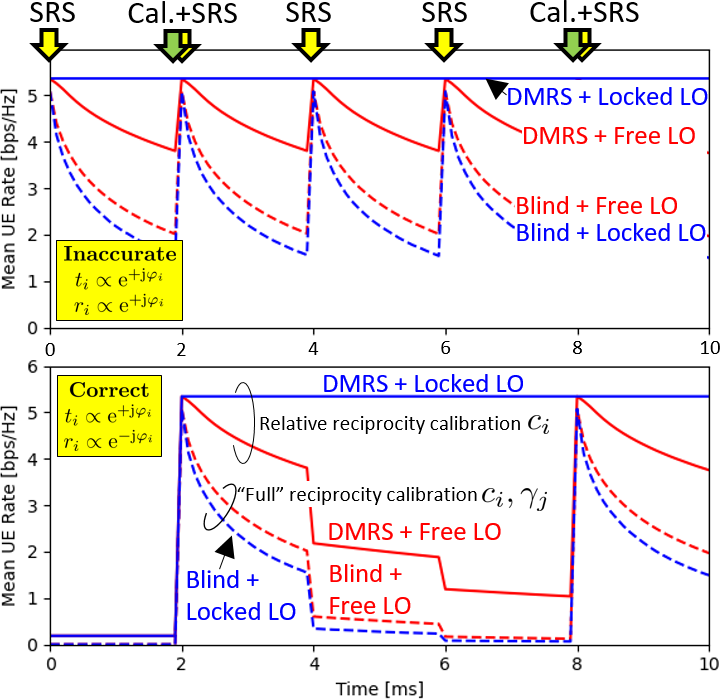 SRS Cal.+SRS SRS SRS Cal.+SRS
Mean UE Rate [bps/Hz]
5
4
3
2
1
0
DMRS + Locked LO
DMRS + Free LO
Blind + Free LO
Blind + Locked LO
Inaccurate
t_i ∝ e^{+jφ_i}
r_i ∝ e^{+jφ_i}
0 2 4 6 8 10
Mean UE Rate [bps/Hz]
6
5
4
3
2
1
0
Correct
t_i ∝ e^{+jφ_i}
r_i ∝ e^{-jφ_i}
DMRS + Locked LO
Relative reciprocity calibration c_i
"Full" reciprocity calibration c_i, γ_j
DMRS + Free LO
Blind +
Free LO
Blind +
Locked LO
0 2 4 6 8 10
Time [ms]